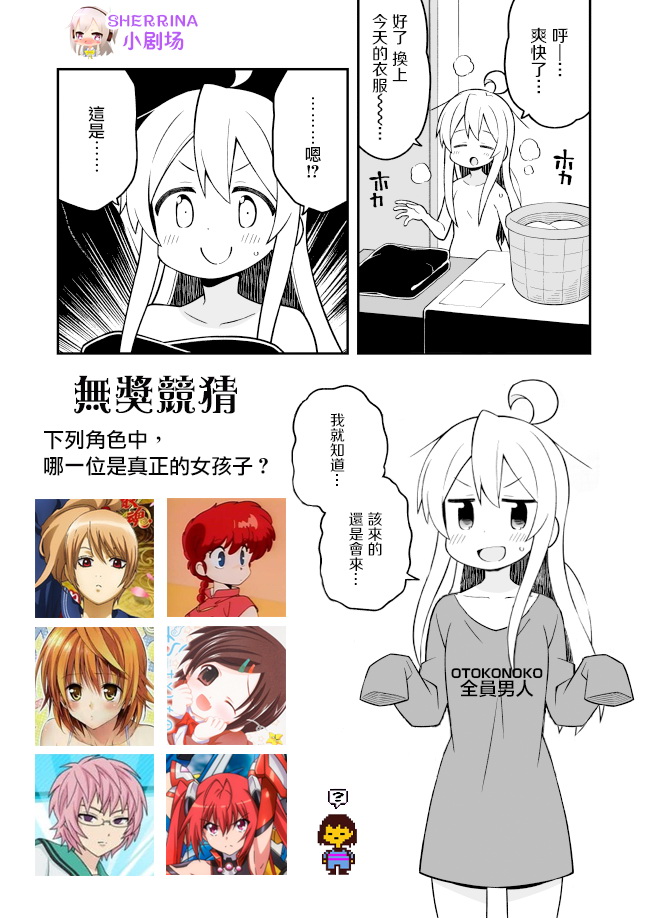 SHERRINA
小剧场
呼──…
爽快了…
好了 換上
今天的衣服
～～～…
ホカ
ホカ
………嗯!?
這是……
無獎競猜
下列角色中，
哪一位是真正的女孩子？
我就知道…
該來的
還是會來…
OTOKONOKO
全員男人
?